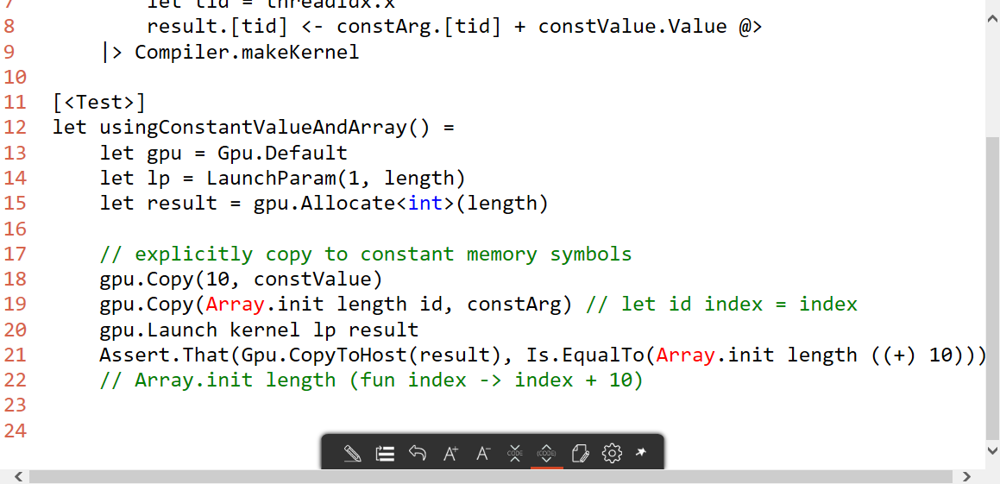 7 let tid = threadIdx.x
8 result.[tid] <- constArg.[tid] + constValue.Value @>
9 |> Compiler.makeKernel
10
11 [<Test>]
12 let usingConstantValueAndArray() =
13 let gpu = Gpu.Default
14 let lp = LaunchParam(1, length)
15 let result = gpu.Allocate<int>(length)
16
17 // explicitly copy to constant memory symbols
18 gpu.Copy(10, constValue)
19 gpu.Copy(Array.init length id, constArg) // let id index = index
20 gpu.Launch kernel lp result
21 Assert.That(Gpu.CopyToHost(result), Is.EqualTo(Array.init length ((+) 10)))
22 // Array.init length (fun index -> index + 10)
23
24
A+ A- CODE (CODE)